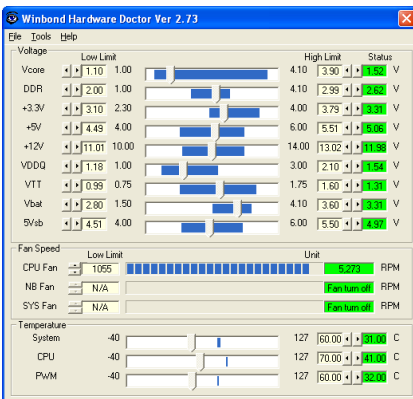 Winbond Hardware Doctor Ver 2.73
File Tools Help
Voltage
Low Limit High Limit Status
Vcore 1.10 1.00 4.10 3.90 1.52 V
DDR 2.00 1.00 4.10 2.99 2.62 V
+3.3V 3.10 2.30 4.00 3.79 3.31 V
+5V 4.49 4.00 6.00 5.51 5.06 V
+12V 11.01 10.00 14.00 13.02 11.98 V
VDDQ 1.18 1.00 3.00 2.10 1.54 V
VTT 0.99 0.75 1.75 1.60 1.31 V
Vbat 2.80 1.50 4.10 3.60 3.31 V
5Vsb 4.51 4.00 6.00 5.50 4.97 V
Fan Speed
Low Limit Unit
CPU Fan 1055 5,273 RPM
NB Fan N/A Fan turn off RPM
SYS Fan N/A Fan turn off RPM
Temperature
System -40 127 60.00 31.00 C
CPU -40 127 70.00 41.00 C
PWM -40 127 60.00 32.00 C